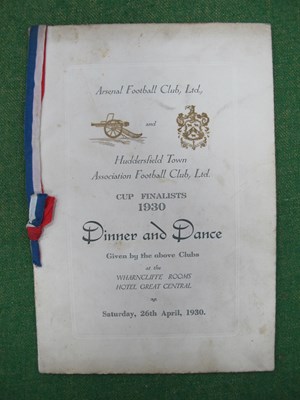 Arsenal Football Club, Ltd.,
and
Huddersfield Town
Association Football Club, Ltd.
CUP FINALISTS
1930
Dinner and Dance
Given by the above Clubs
at the
WHARNCLIFFE ROOMS
HOTEL GREAT CENTRAL
Saturday, 26th April, 1930.